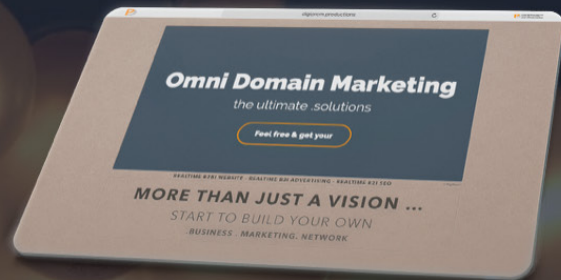 Omni Domain Marketing
the ultimate .solutions
Feel free & get your
MORE THAN JUST A VISION ...
START TO BUILD YOUR OWN
BUSINESS . MARKETING. NETWORK